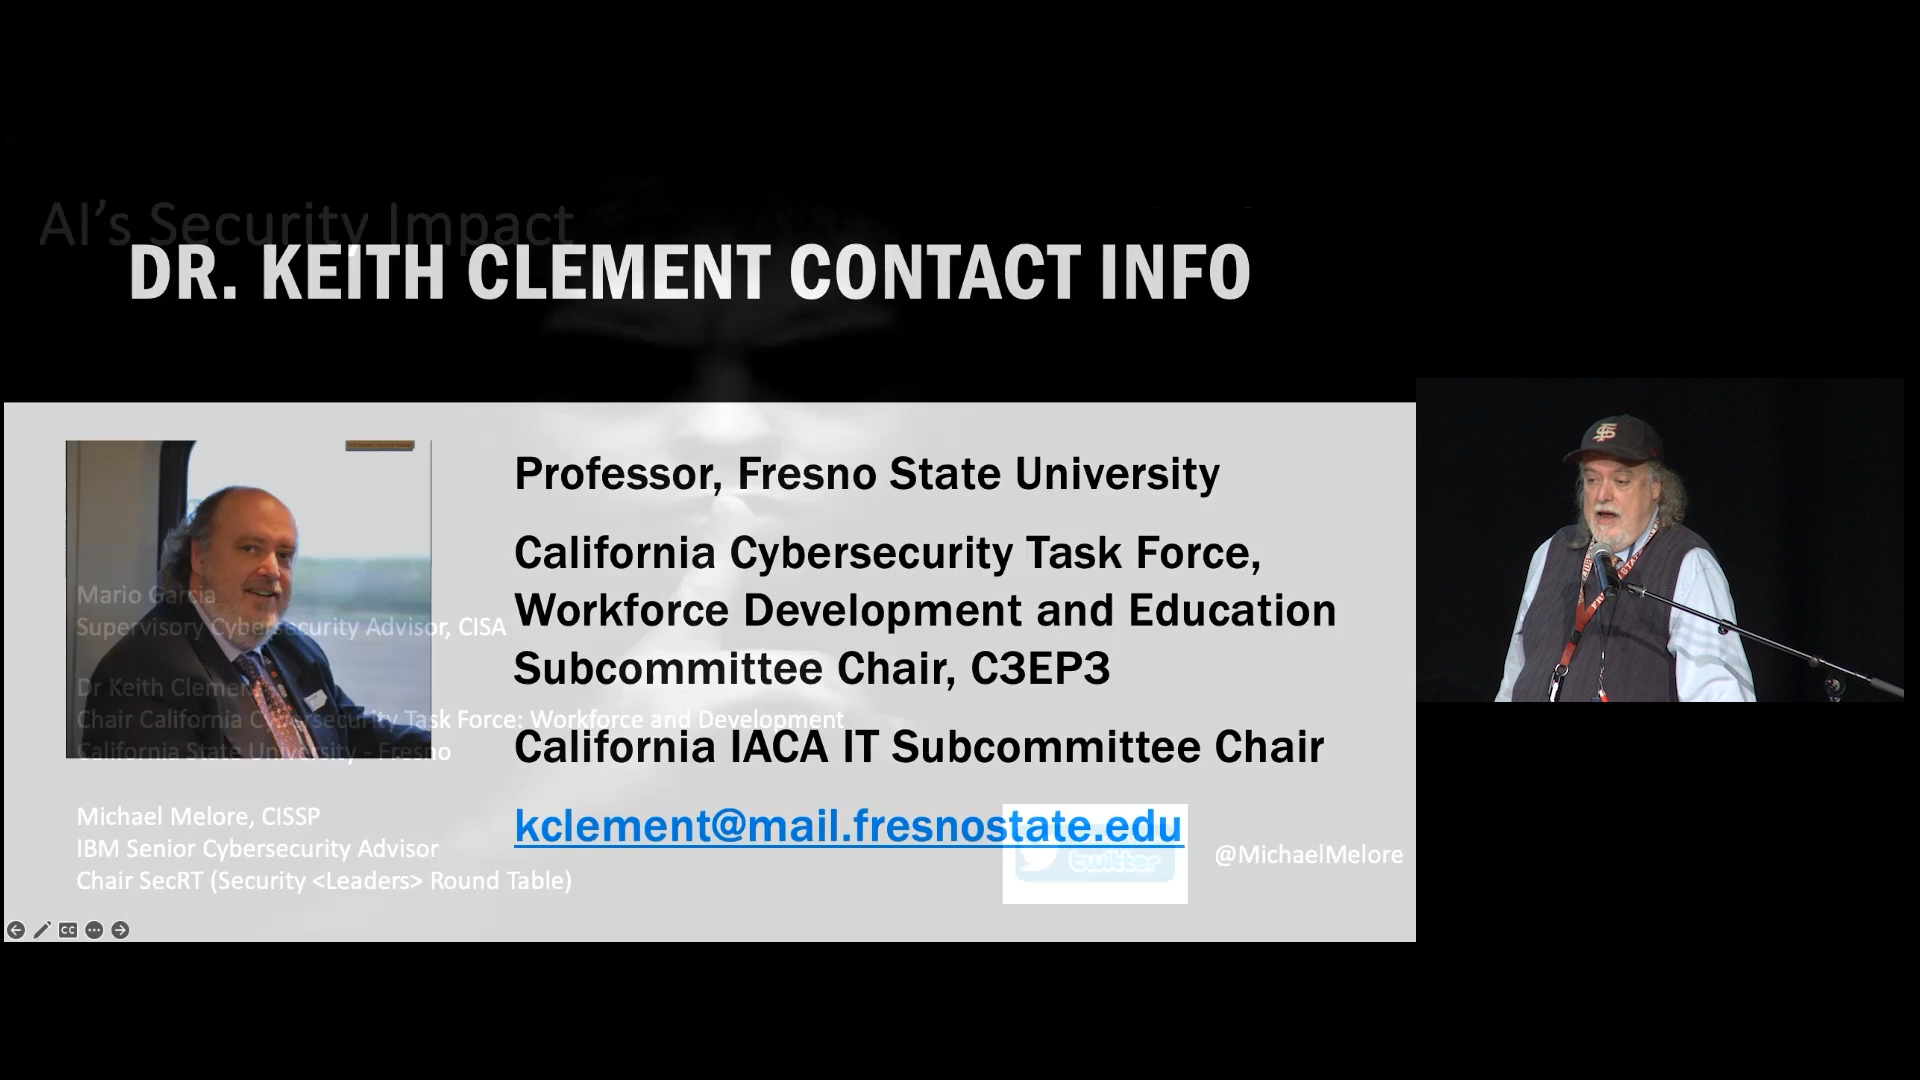 AI’s Security Impact
DR. KEITH CLEMENT CONTACT INFO
Professor, Fresno State University
California Cybersecurity Task Force,
Workforce Development and Education
Subcommittee Chair, C3EP3
California IACA IT Subcommittee Chair
kclement@mail.fresnostate.edu
Mario Garcia
Supervisory Cybersecurity Advisor, CISA
Dr Keith Clement
Chair California Cybersecurity Task Force: Workforce and Development
California State University - Fresno
Michael Melore, CISSP
IBM Senior Cybersecurity Advisor
Chair SecRT (Security <Leaders> Round Table)
twitter
@MichaelMelore
CC
FS